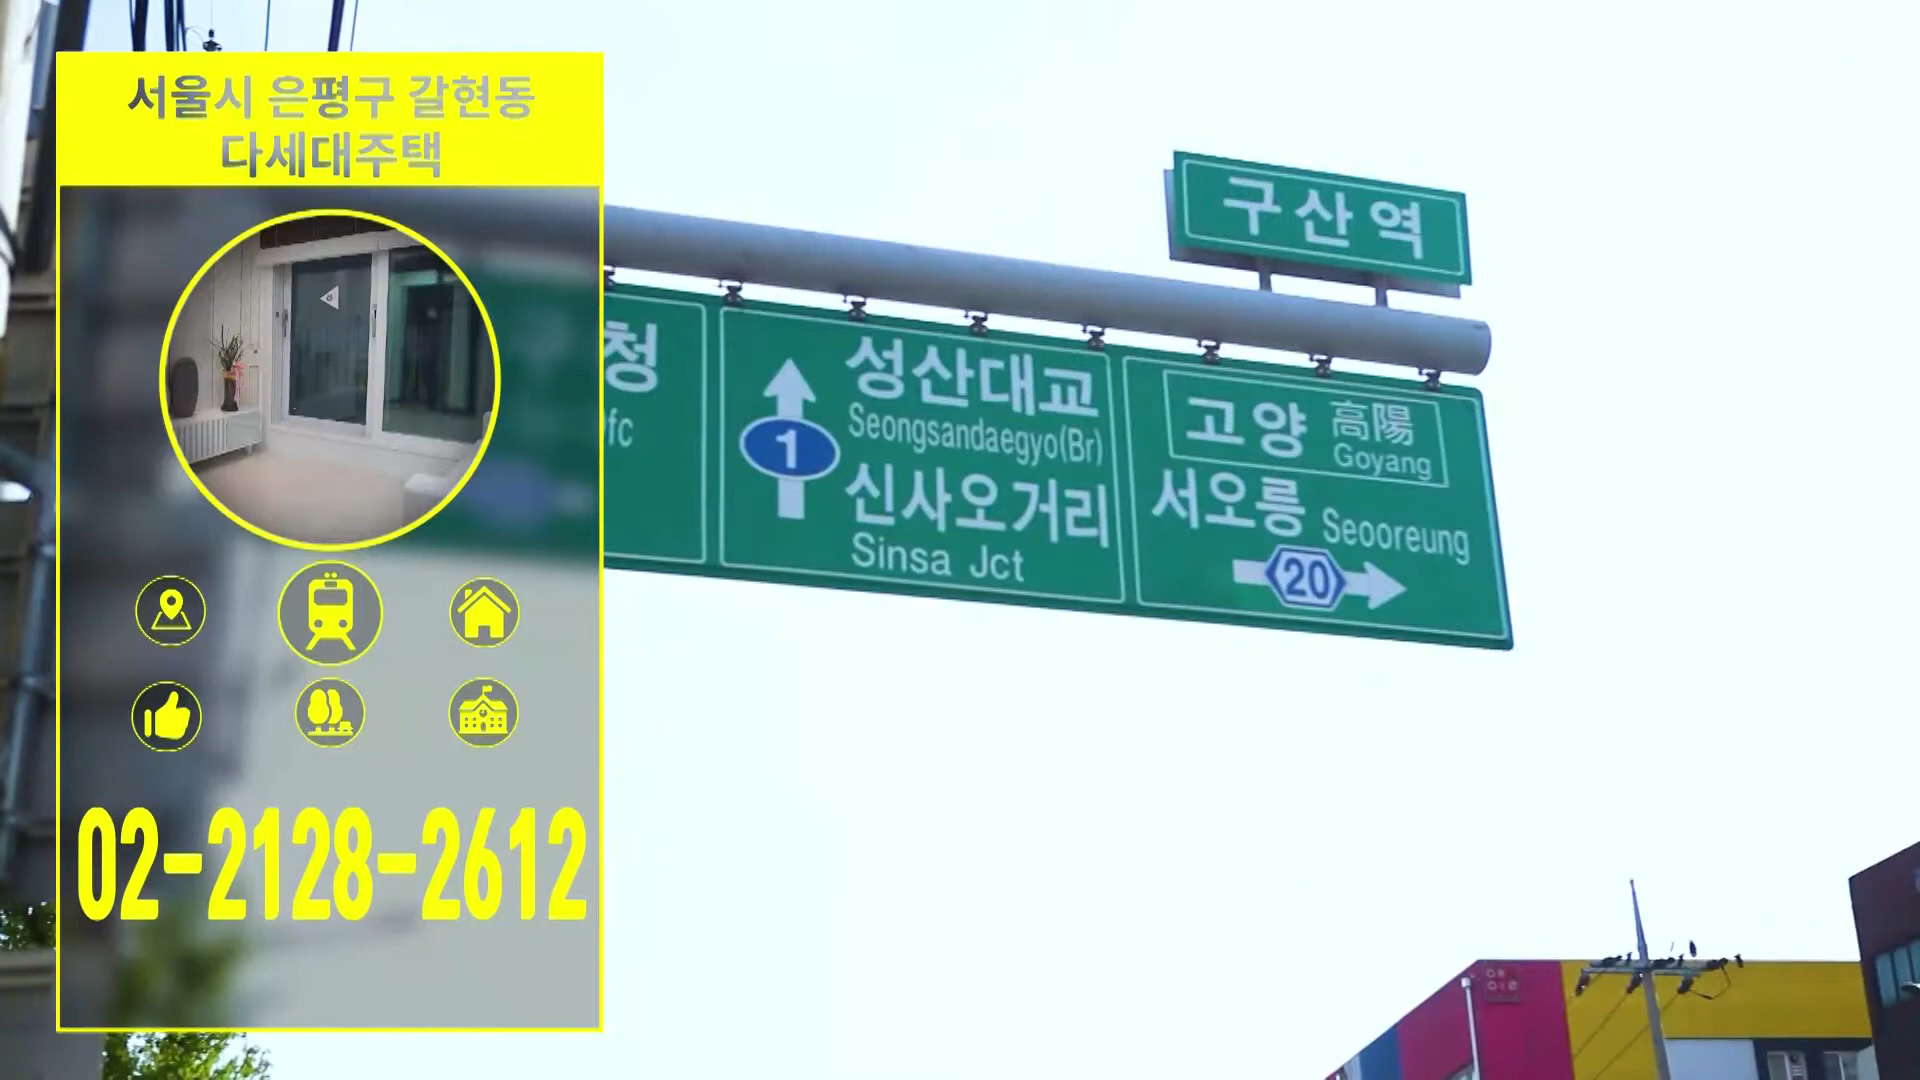 서울시 은평구 갈현동
다세대주택
02-2128-2612
구산역
청
성산대교
Seongsandaegyo(Br)
1
신사오거리
Sinsa Jct
고양 高陽
Goyang
서오릉 Seooreung
20